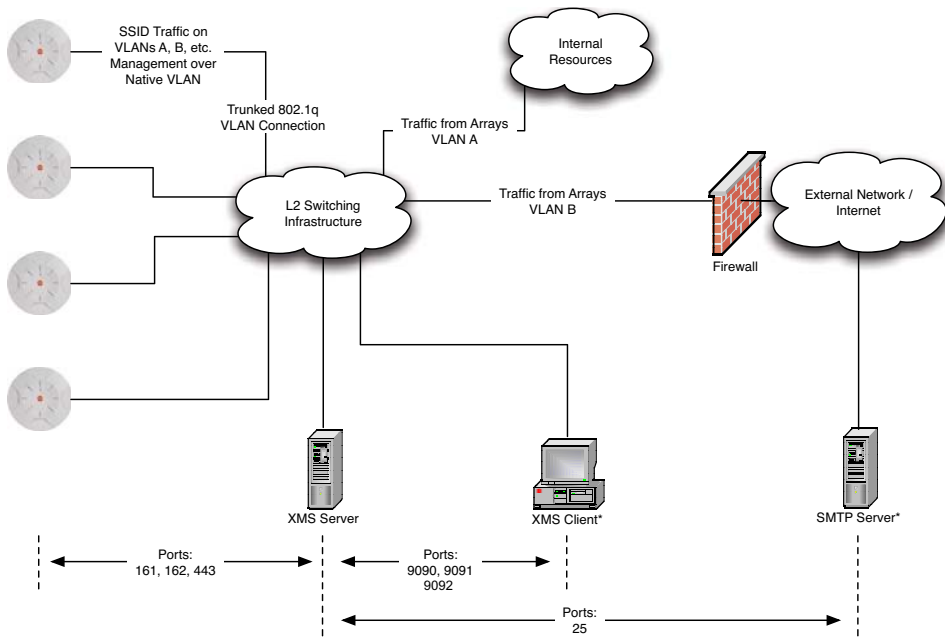 SSID Traffic on
VLANs A, B, etc.
Management over
Native VLAN
Internal
Resources
Trunked 802.1q
VLAN Connection
Traffic from Arrays
VLAN A
L2 Switching
Infrastructure
Traffic from Arrays
VLAN B
External Network /
Internet
Firewall
XMS Server
XMS Client*
SMTP Server*
Ports:
161, 162, 443
Ports:
9090, 9091
9092
Ports:
25